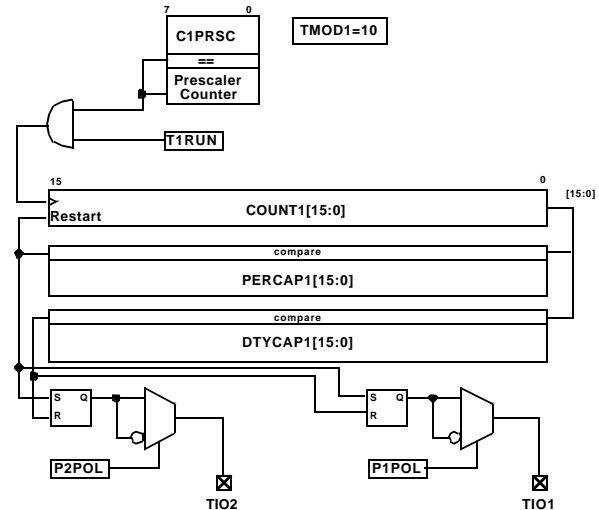 7 0
C1PRSC
TMOD1=10
==
Prescaler
Counter
T1RUN
15 0
[15:0]
COUNT1[15:0]
Restart
compare
PERCAP1[15:0]
compare
DTYCAP1[15:0]
S Q
R
S Q
R
P2POL
P1POL
TIO2
TIO1